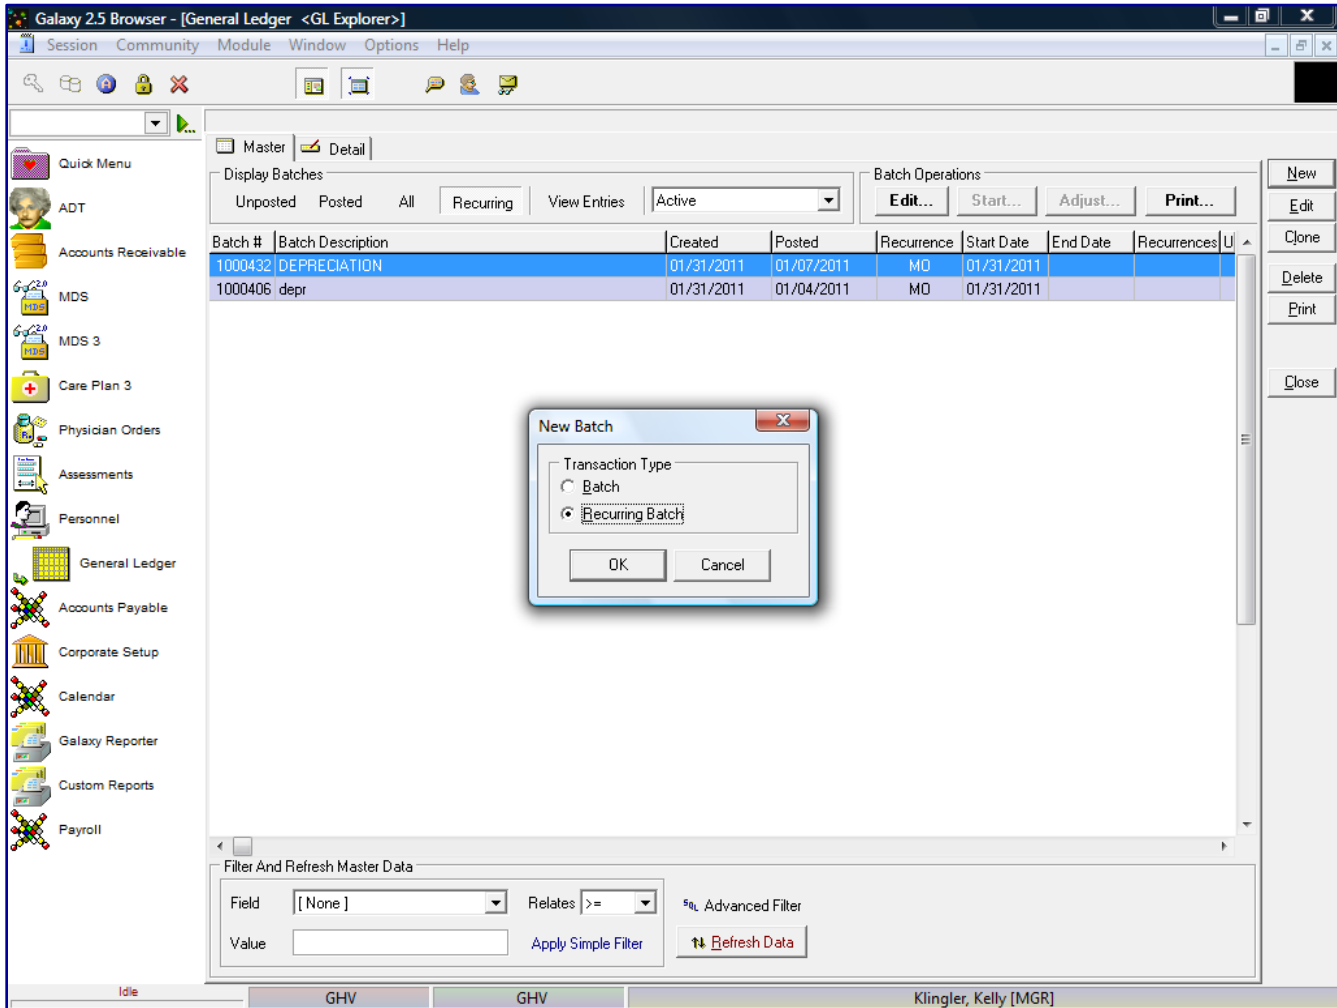 Galaxy 2.5 Browser - [General Ledger <GL Explorer>]
Session Community Module Window Options Help
Master Detail
Quick Menu
ADT
Accounts Receivable
MDS
MDS 3
Care Plan 3
Physician Orders
Assessments
Personnel
General Ledger
Accounts Payable
Corporate Setup
Calendar
Galaxy Reporter
Custom Reports
Payroll
Display Batches
Unposted Posted All Recurring View Entries Active
Batch Operations
Edit... Start... Adjust... Print...
Batch # Batch Description Created Posted Recurrence Start Date End Date Recurrences U
1000432 DEPRECIATION 01/31/2011 01/07/2011 MO 01/31/2011
1000406 depr 01/31/2011 01/04/2011 MO 01/31/2011
New
Edit
Clone
Delete
Print
Close
New Batch
Transaction Type
Batch
Recurring Batch
OK Cancel
Filter And Refresh Master Data
Field [ None ] Relates >= SQL Advanced Filter
Value Apply Simple Filter Refresh Data
Idle GHV GHV Klingler, Kelly [MGR]